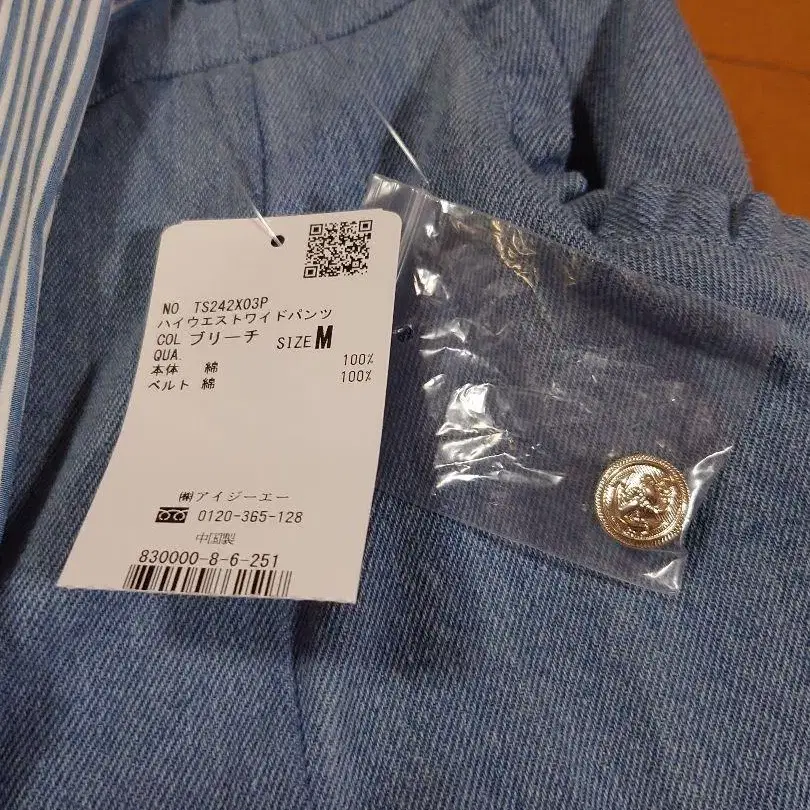 NO TS242X03P
ハイウエストワイドパンツ
COL ブリーチ SIZE M
QUA.
本体 綿 100%
ベルト 綿 100%
㈱アイジーエー
0120-365-128
中国製
830000-8-6-251